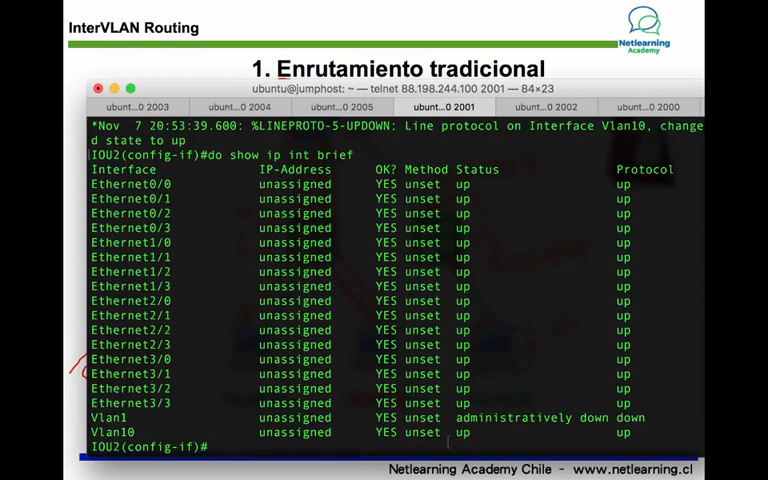 InterVLAN Routing
Netlearning
Academy
1. Enrutamiento tradicional
ubuntu@jumphost: ~ — telnet 88.198.244.100 2001 — 84×23
ubunt...0 2003 ubunt...0 2004 ubunt...0 2005 ubunt...0 2001 ubunt...0 2002 ubunt...0 2000
*Nov  7 20:53:39.600: %LINEPROTO-5-UPDOWN: Line protocol on Interface Vlan10, change
d state to up
IOU2(config-if)#do show ip int brief
Interface IP-Address OK? Method Status Protocol
Ethernet0/0 unassigned YES unset up up
Ethernet0/1 unassigned YES unset up up
Ethernet0/2 unassigned YES unset up up
Ethernet0/3 unassigned YES unset up up
Ethernet1/0 unassigned YES unset up up
Ethernet1/1 unassigned YES unset up up
Ethernet1/2 unassigned YES unset up up
Ethernet1/3 unassigned YES unset up up
Ethernet2/0 unassigned YES unset up up
Ethernet2/1 unassigned YES unset up up
Ethernet2/2 unassigned YES unset up up
Ethernet2/3 unassigned YES unset up up
Ethernet3/0 unassigned YES unset up up
Ethernet3/1 unassigned YES unset up up
Ethernet3/2 unassigned YES unset up up
Ethernet3/3 unassigned YES unset up up
Vlan1 unassigned YES unset administratively down down
Vlan10 unassigned YES unset up up
IOU2(config-if)#
Netlearning Academy Chile - www.netlearning.cl